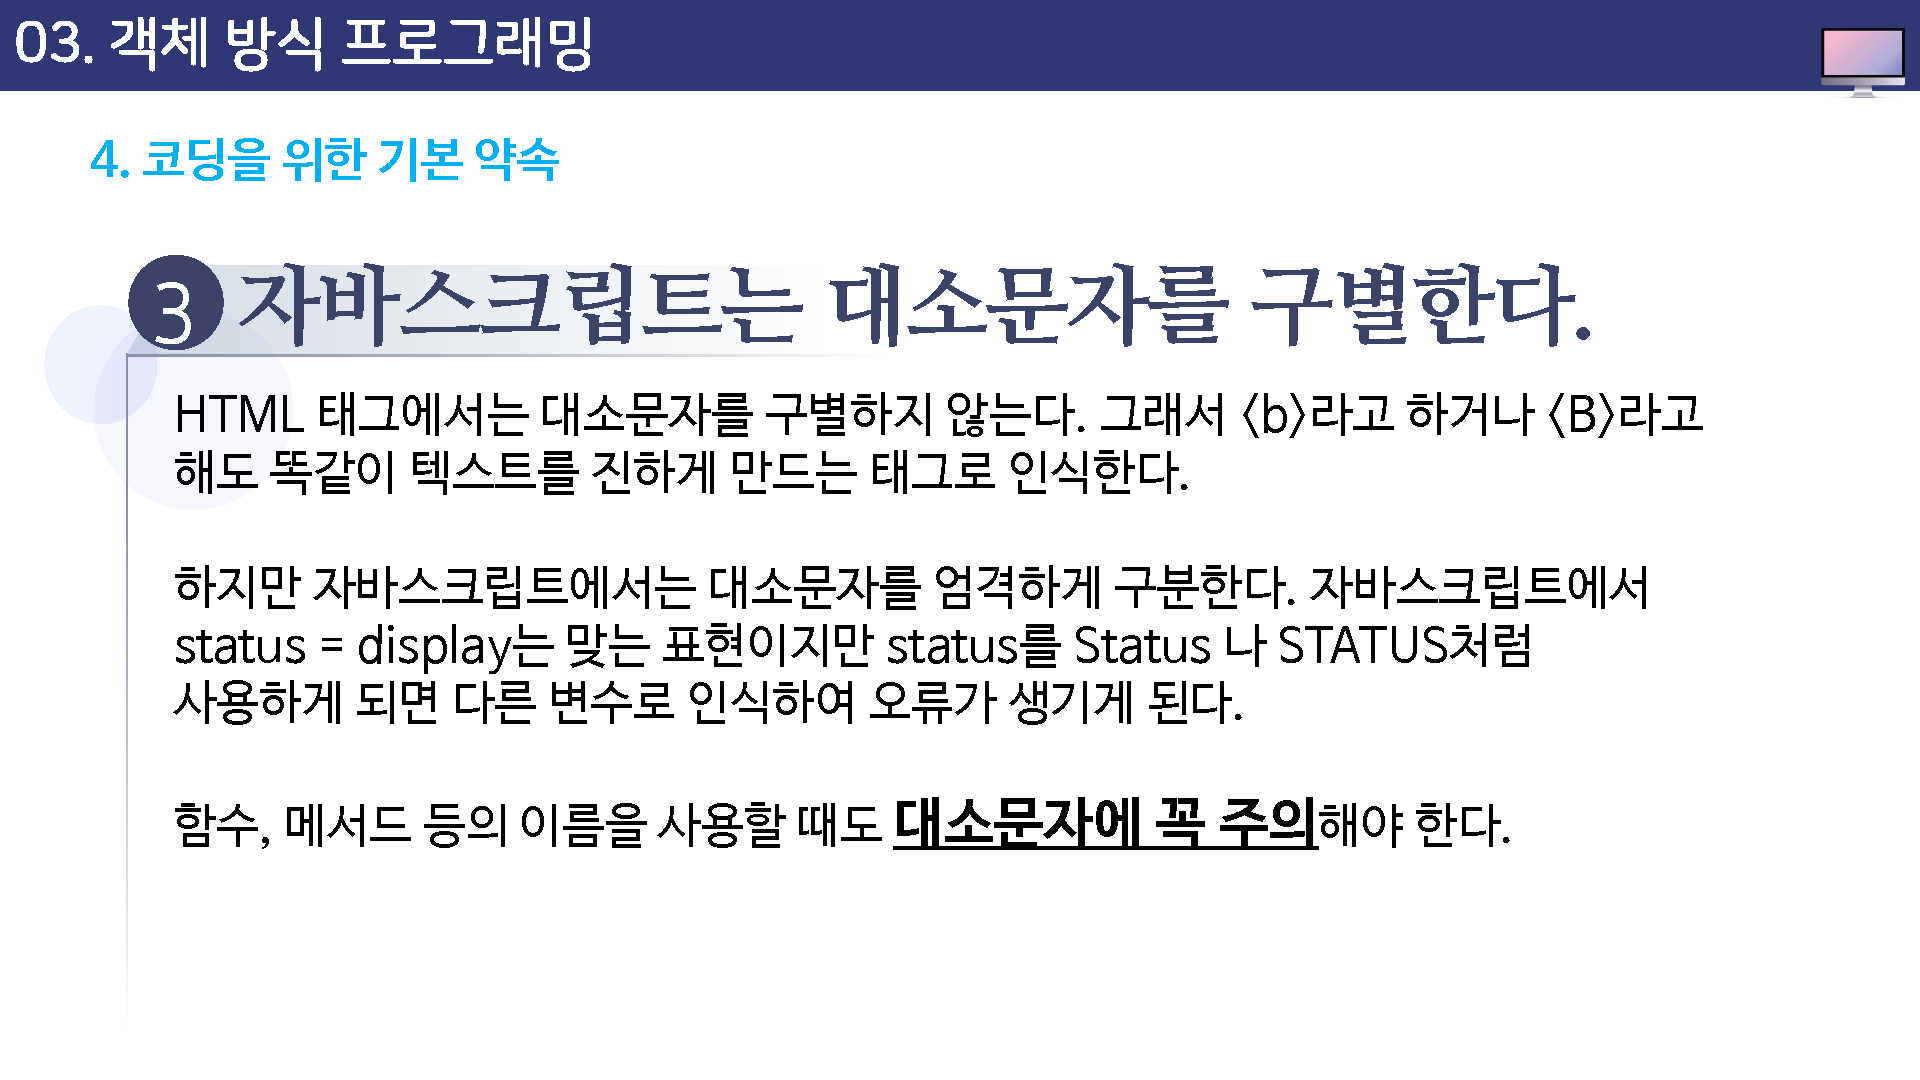 03. 객체 방식 프로그래밍
4. 코딩을 위한 기본 약속
3 자바스크립트는 대소문자를 구별한다.
HTML 태그에서는 대소문자를 구별하지 않는다. 그래서 〈b〉라고 하거나 〈B〉라고
해도 똑같이 텍스트를 진하게 만드는 태그로 인식한다.
하지만 자바스크립트에서는 대소문자를 엄격하게 구분한다. 자바스크립트에서
status = display는 맞는 표현이지만 status를 Status 나 STATUS처럼
사용하게 되면 다른 변수로 인식하여 오류가 생기게 된다.
함수, 메서드 등의 이름을 사용할 때도 대소문자에 꼭 주의해야 한다.